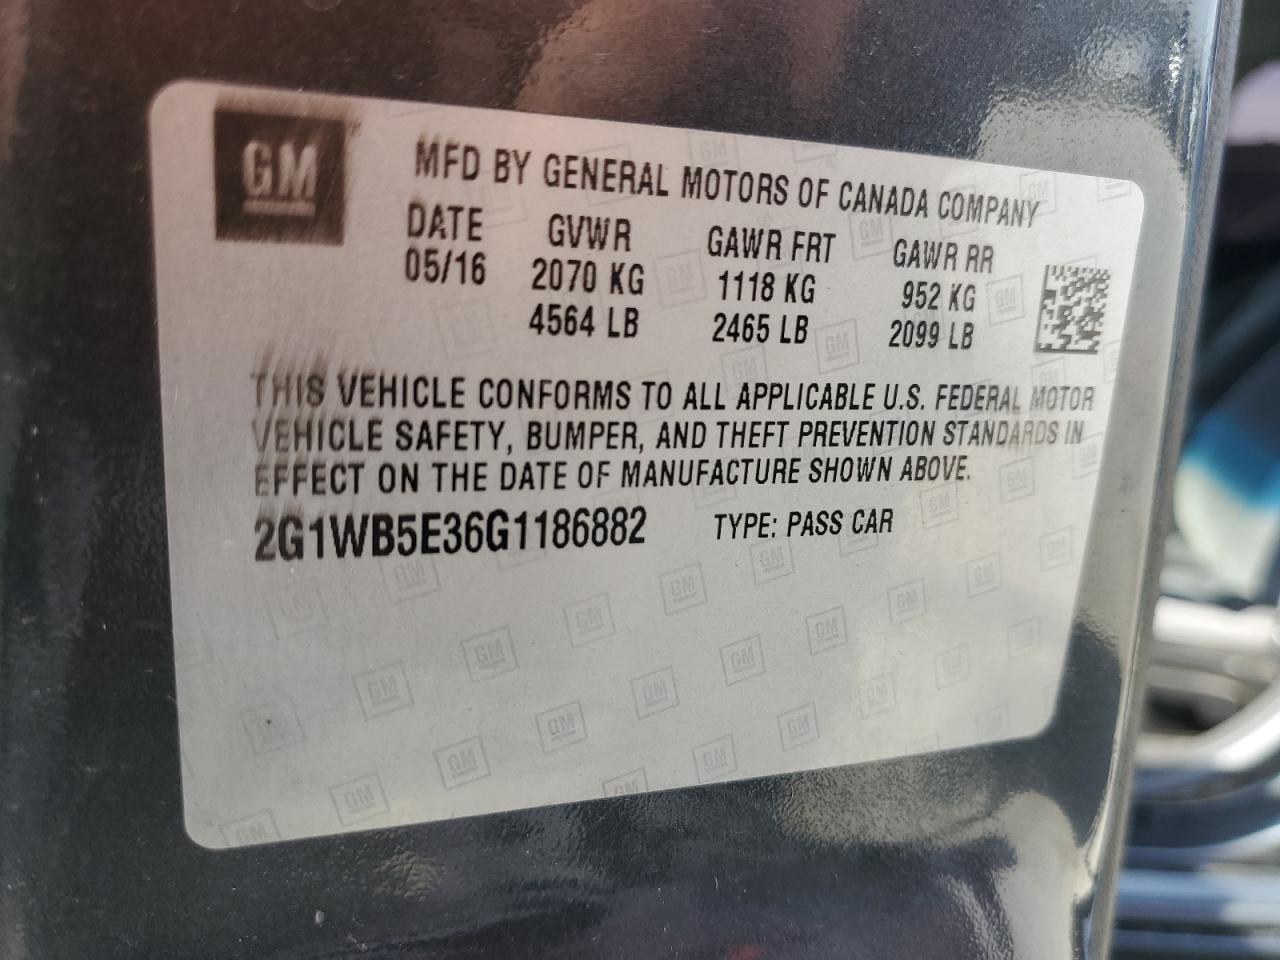 GM
MFD BY GENERAL MOTORS OF CANADA COMPANY
DATE GVWR GAWR FRT GAWR RR
05/16 2070 KG 1118 KG 952 KG
4564 LB 2465 LB 2099 LB
THIS VEHICLE CONFORMS TO ALL APPLICABLE U.S. FEDERAL MOTOR
VEHICLE SAFETY, BUMPER, AND THEFT PREVENTION STANDARDS IN
EFFECT ON THE DATE OF MANUFACTURE SHOWN ABOVE.
2G1WB5E36G1186882 TYPE: PASS CAR